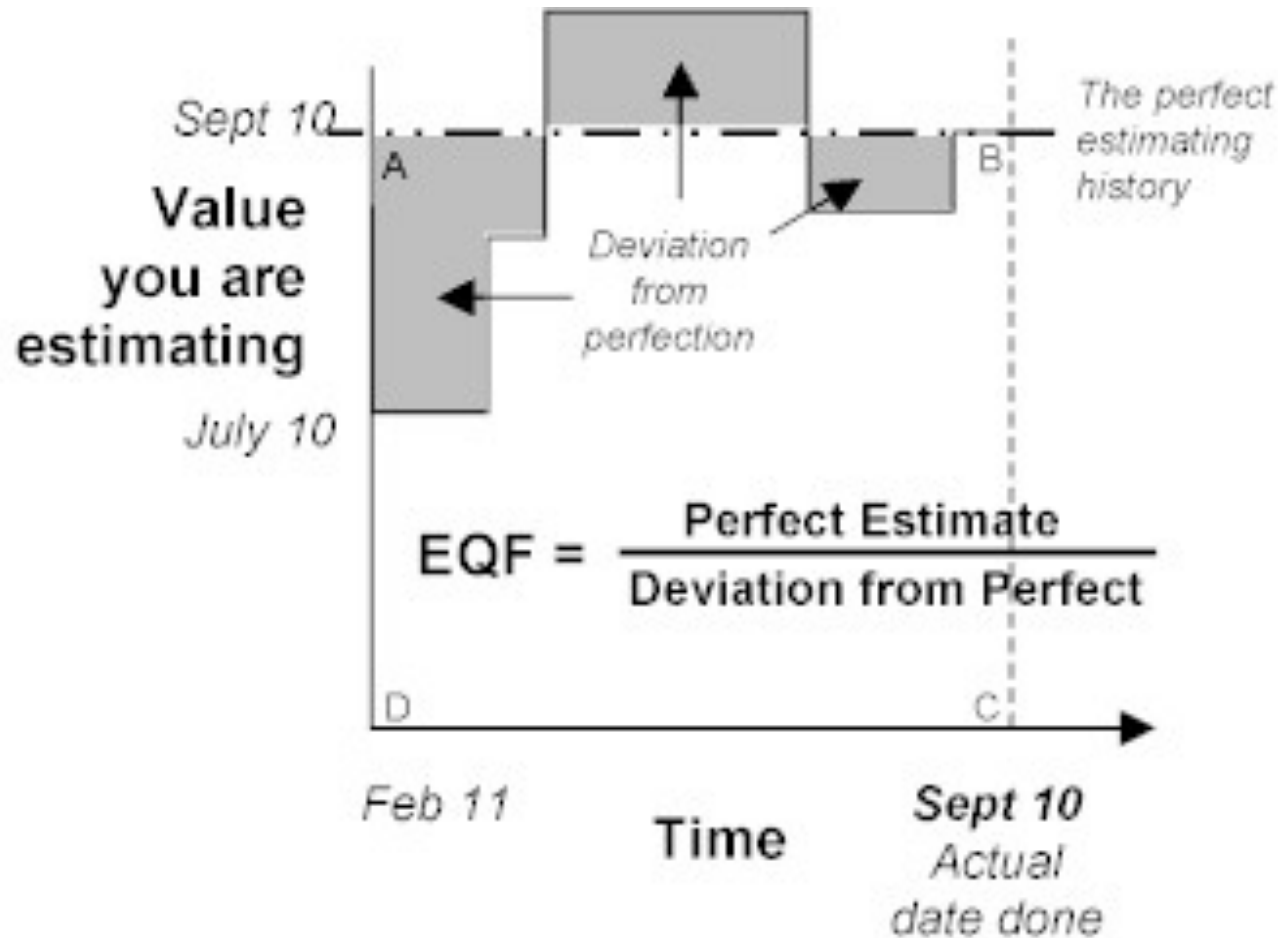 Sept 10
The perfect
estimating
history
A
B
Value
you are
estimating
Deviation
from
perfection
July 10
EQF =
Perfect Estimate
Deviation from Perfect
D
C
Feb 11
Time
Sept 10
Actual
date done